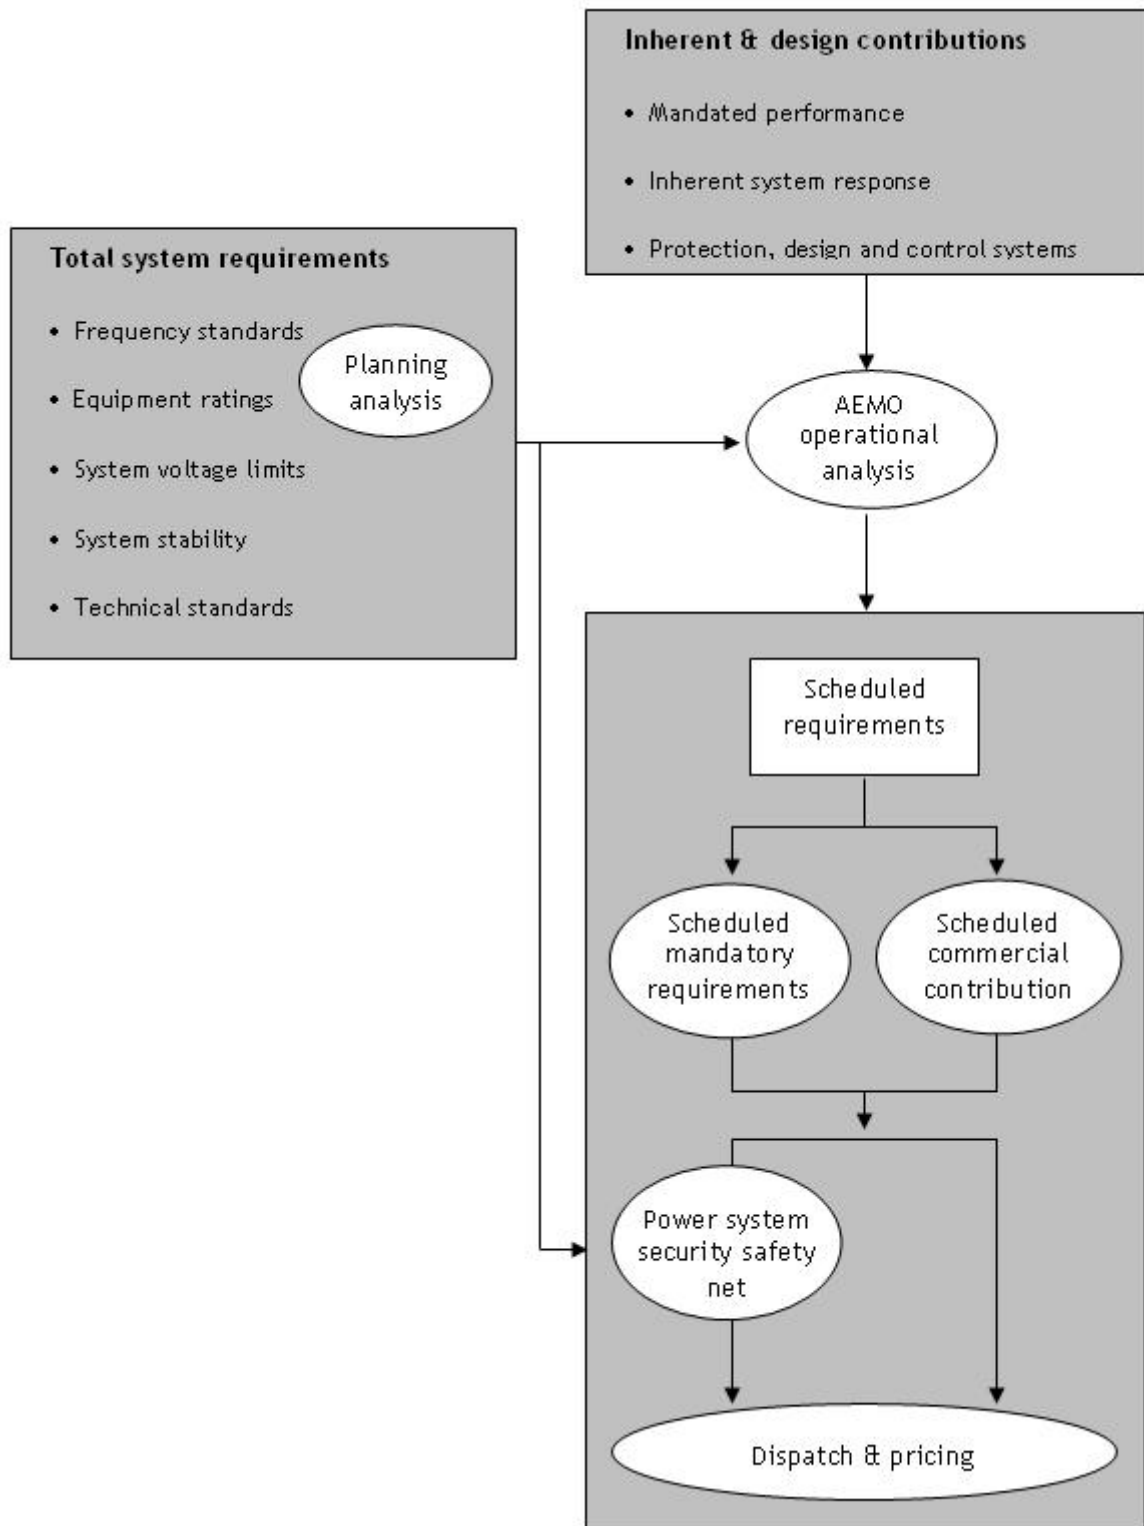 Inherent & design contributions
• Mandated performance
• Inherent system response
• Protection, design and control systems
Total system requirements
• Frequency standards
• Equipment ratings
• System voltage limits
• System stability
• Technical standards
Planning
analysis
AEMO
operational
analysis
Scheduled
requirements
Scheduled
mandatory
requirements
Scheduled
commercial
contribution
Power system
security safety
net
Dispatch & pricing